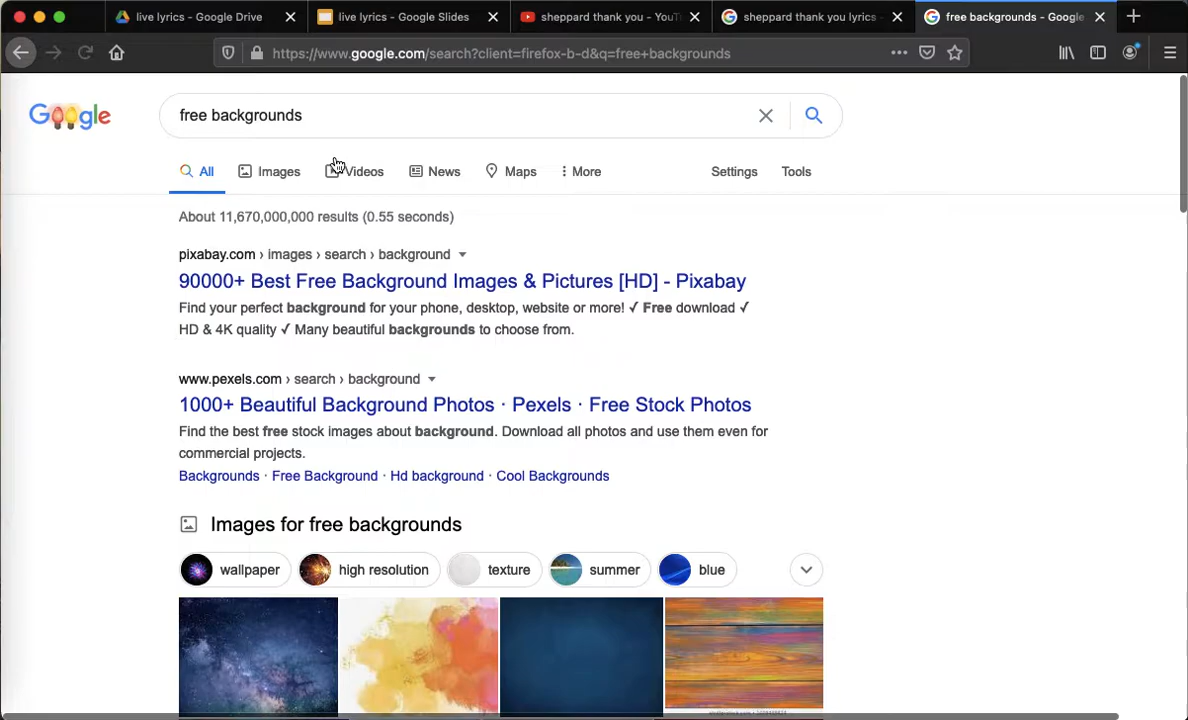 live lyrics - Google Drive
live lyrics - Google Slides
sheppard thank you - YouT
sheppard thank you lyrics -
free backgrounds - Google
https://www.google.com/search?client=firefox-b-d&q=free+backgrounds
Google
free backgrounds
All
Images
Videos
News
Maps
More
Settings
Tools
About 11,670,000,000 results (0.55 seconds)
pixabay.com › images › search › background
90000+ Best Free Background Images & Pictures [HD] - Pixabay
Find your perfect background for your phone, desktop, website or more! ✓ Free download ✓
HD & 4K quality ✓ Many beautiful backgrounds to choose from.
www.pexels.com › search › background
1000+ Beautiful Background Photos · Pexels · Free Stock Photos
Find the best free stock images about background. Download all photos and use them even for
commercial projects.
Backgrounds · Free Background · Hd background · Cool Backgrounds
Images for free backgrounds
wallpaper
high resolution
texture
summer
blue